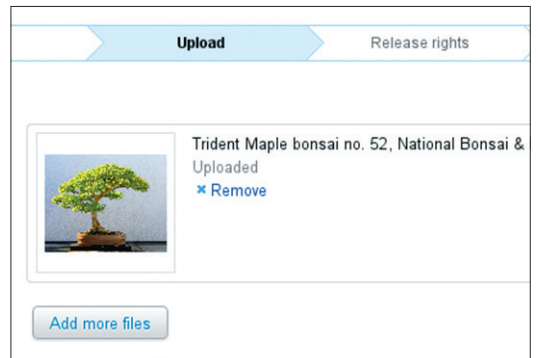 Upload
Release rights
Trident Maple bonsai no. 52, National Bonsai &
Uploaded
× Remove
Add more files